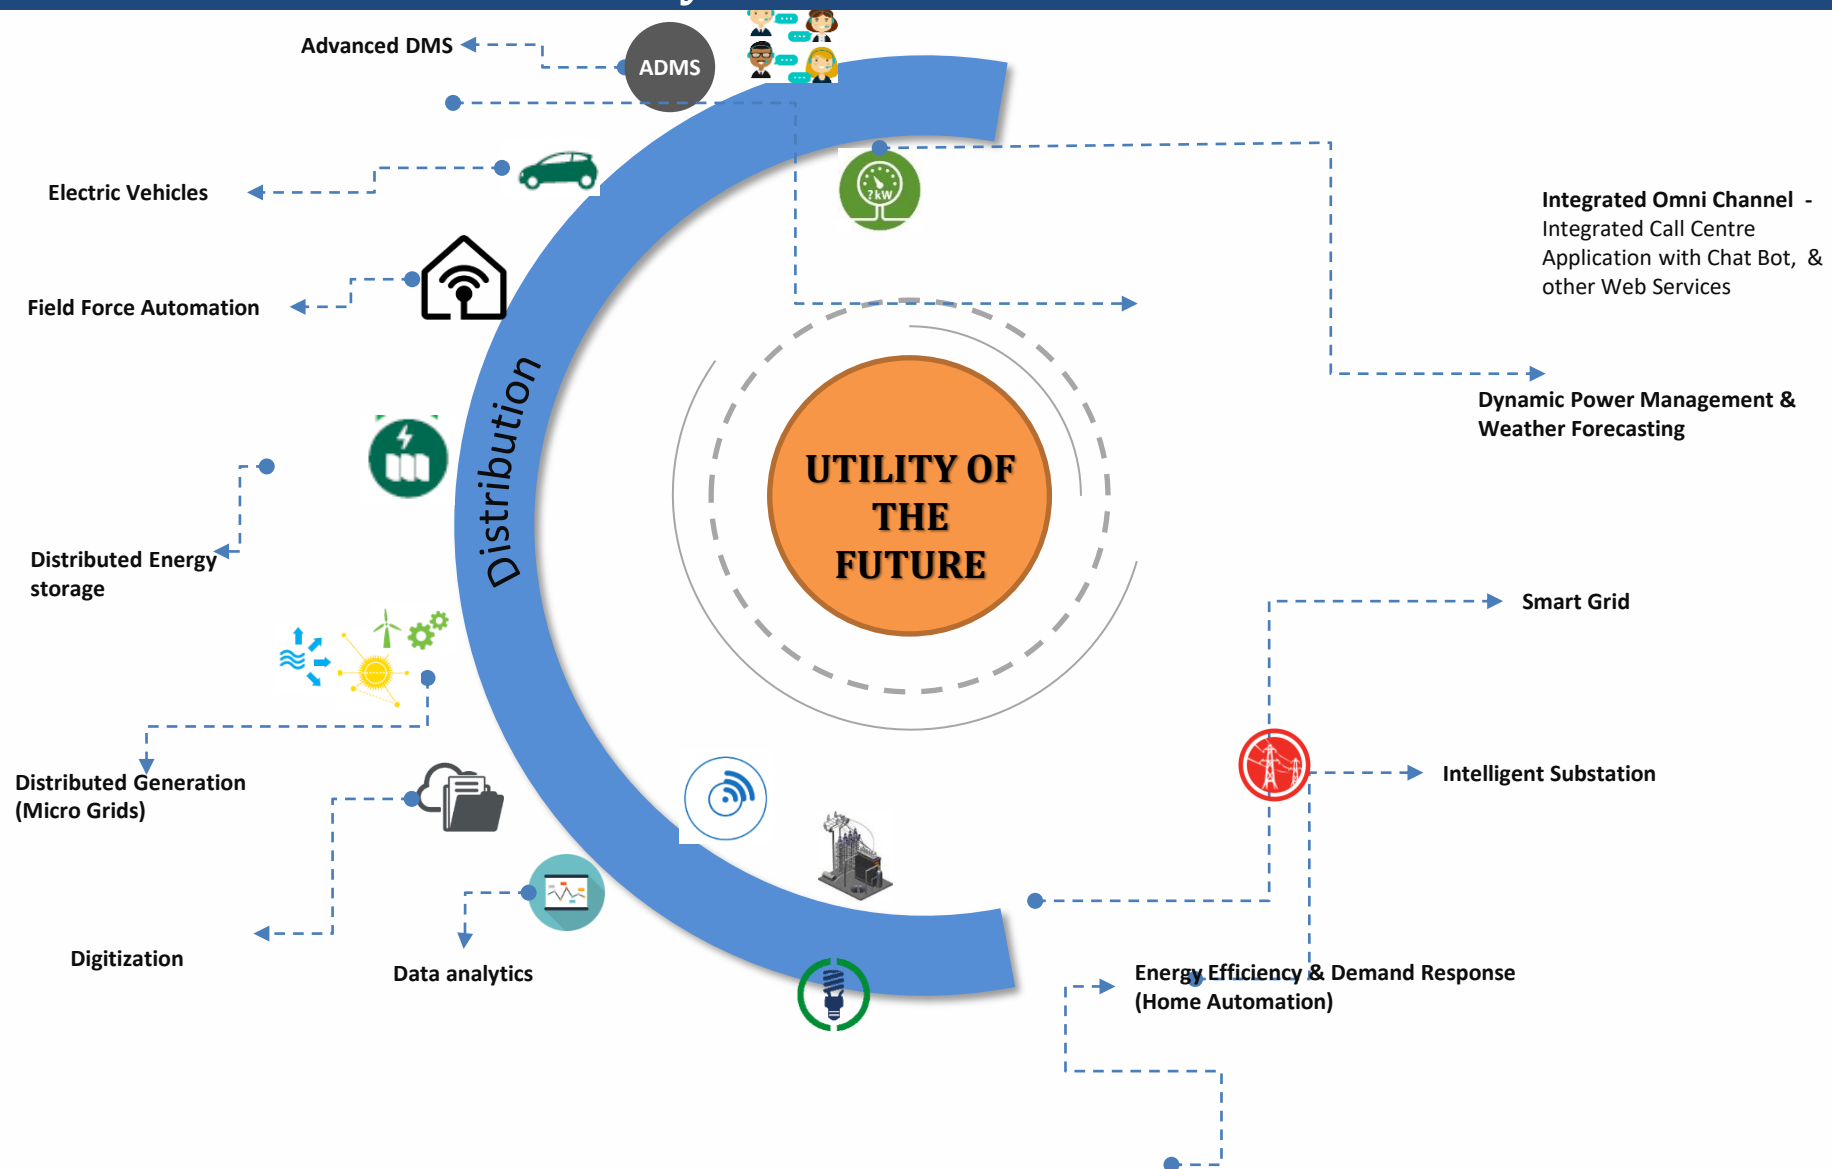 Advanced DMS
ADMS
Electric Vehicles
?kW
Integrated Omni Channel -
Integrated Call Centre
Application with Chat Bot, &
other Web Services
Field Force Automation
Dynamic Power Management &
Weather Forecasting
Distribution
UTILITY OF
THE
FUTURE
Distributed Energy
storage
Smart Grid
Distributed Generation
(Micro Grids)
Intelligent Substation
Digitization
Data analytics
Energy Efficiency & Demand Response
(Home Automation)